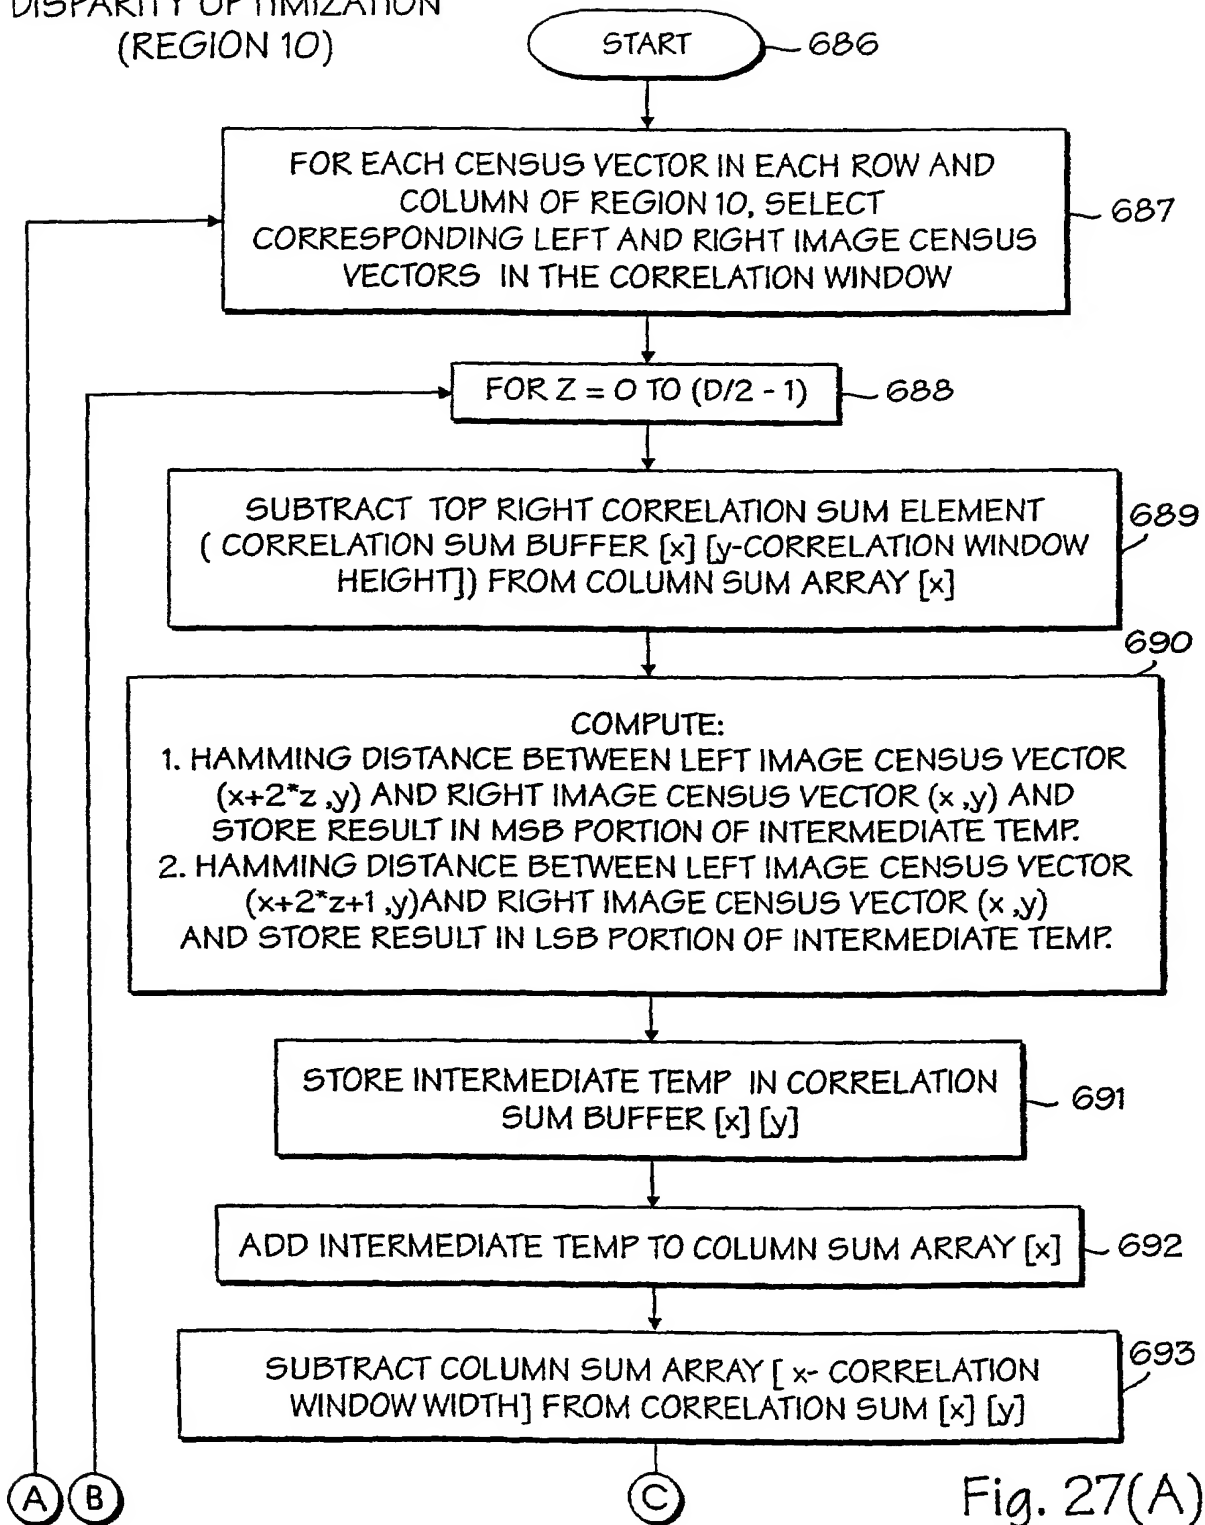 DISPARITY OPTIMIZATION
(REGION 10)
START
686
FOR EACH CENSUS VECTOR IN EACH ROW AND
COLUMN OF REGION 10, SELECT
CORRESPONDING LEFT AND RIGHT IMAGE CENSUS
VECTORS IN THE CORRELATION WINDOW
687
FOR Z = 0 TO (D/2 - 1)
688
SUBTRACT TOP RIGHT CORRELATION SUM ELEMENT
( CORRELATION SUM BUFFER [x] [y-CORRELATION WINDOW
HEIGHT]) FROM COLUMN SUM ARRAY [x]
689
690
COMPUTE:
1. HAMMING DISTANCE BETWEEN LEFT IMAGE CENSUS VECTOR
(x+2*z ,y) AND RIGHT IMAGE CENSUS VECTOR (x ,y) AND
STORE RESULT IN MSB PORTION OF INTERMEDIATE TEMP.
2. HAMMING DISTANCE BETWEEN LEFT IMAGE CENSUS VECTOR
(x+2*z+1 ,y)AND RIGHT IMAGE CENSUS VECTOR (x ,y)
AND STORE RESULT IN LSB PORTION OF INTERMEDIATE TEMP.
STORE INTERMEDIATE TEMP IN CORRELATION
SUM BUFFER [x] [y]
691
ADD INTERMEDIATE TEMP TO COLUMN SUM ARRAY [x]
692
SUBTRACT COLUMN SUM ARRAY [ x- CORRELATION
WINDOW WIDTH] FROM CORRELATION SUM [x] [y]
693
A
B
C
Fig. 27(A)